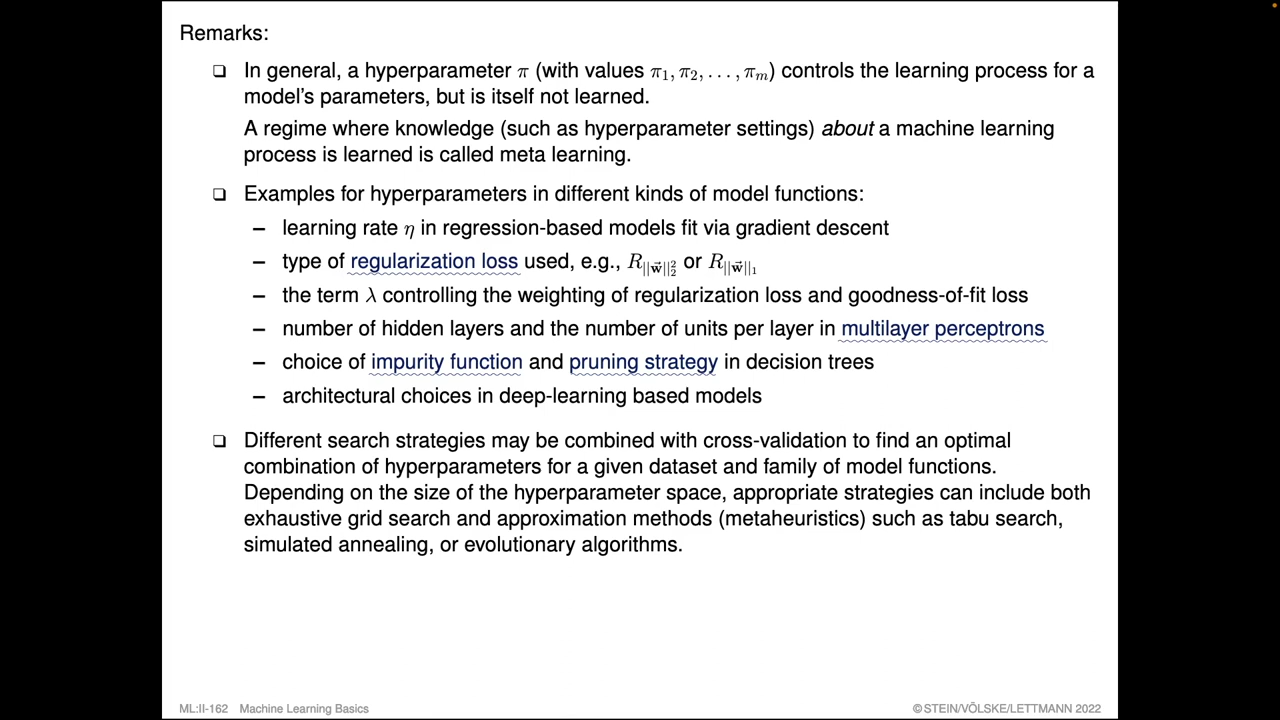 Remarks:
❑ In general, a hyperparameter π (with values π₁, π₂, . . . , πₘ) controls the learning process for a
model's parameters, but is itself not learned.
A regime where knowledge (such as hyperparameter settings) about a machine learning
process is learned is called meta learning.
❑ Examples for hyperparameters in different kinds of model functions:
– learning rate η in regression-based models fit via gradient descent
– type of regularization loss used, e.g., R_{||\vec{w}||_2^2} or R_{||\vec{w}||_1}
– the term λ controlling the weighting of regularization loss and goodness-of-fit loss
– number of hidden layers and the number of units per layer in multilayer perceptrons
– choice of impurity function and pruning strategy in decision trees
– architectural choices in deep-learning based models
❑ Different search strategies may be combined with cross-validation to find an optimal
combination of hyperparameters for a given dataset and family of model functions.
Depending on the size of the hyperparameter space, appropriate strategies can include both
exhaustive grid search and approximation methods (metaheuristics) such as tabu search,
simulated annealing, or evolutionary algorithms.
ML:II-162 Machine Learning Basics
© STEIN/VÖLSKE/LETTMANN 2022